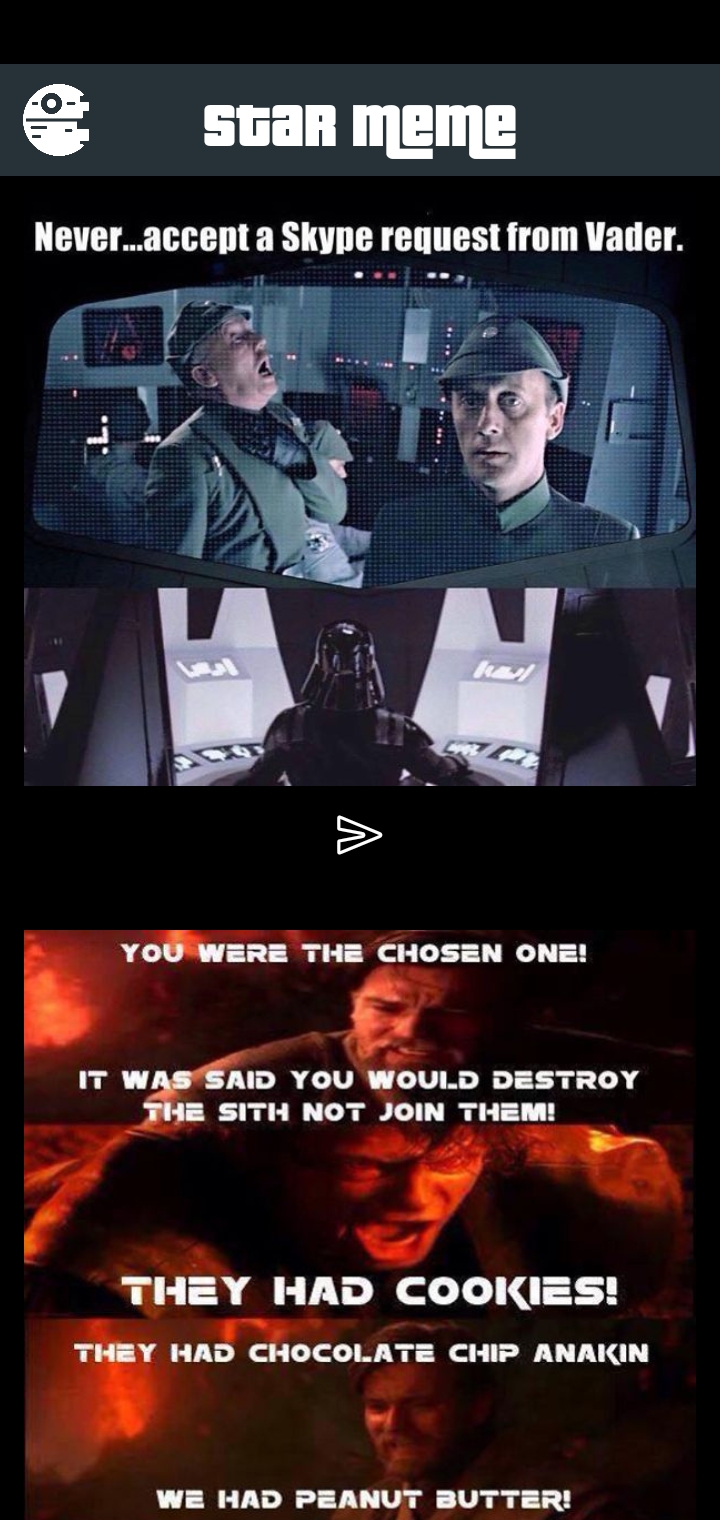 STAR MEME
Never...accept a Skype request from Vader.
YOU WERE THE CHOSEN ONE!
IT WAS SAID YOU WOULD DESTROY
THE SITH NOT JOIN THEM!
THEY HAD COOKIES!
THEY HAD CHOCOLATE CHIP ANAKIN
WE HAD PEANUT BUTTER!